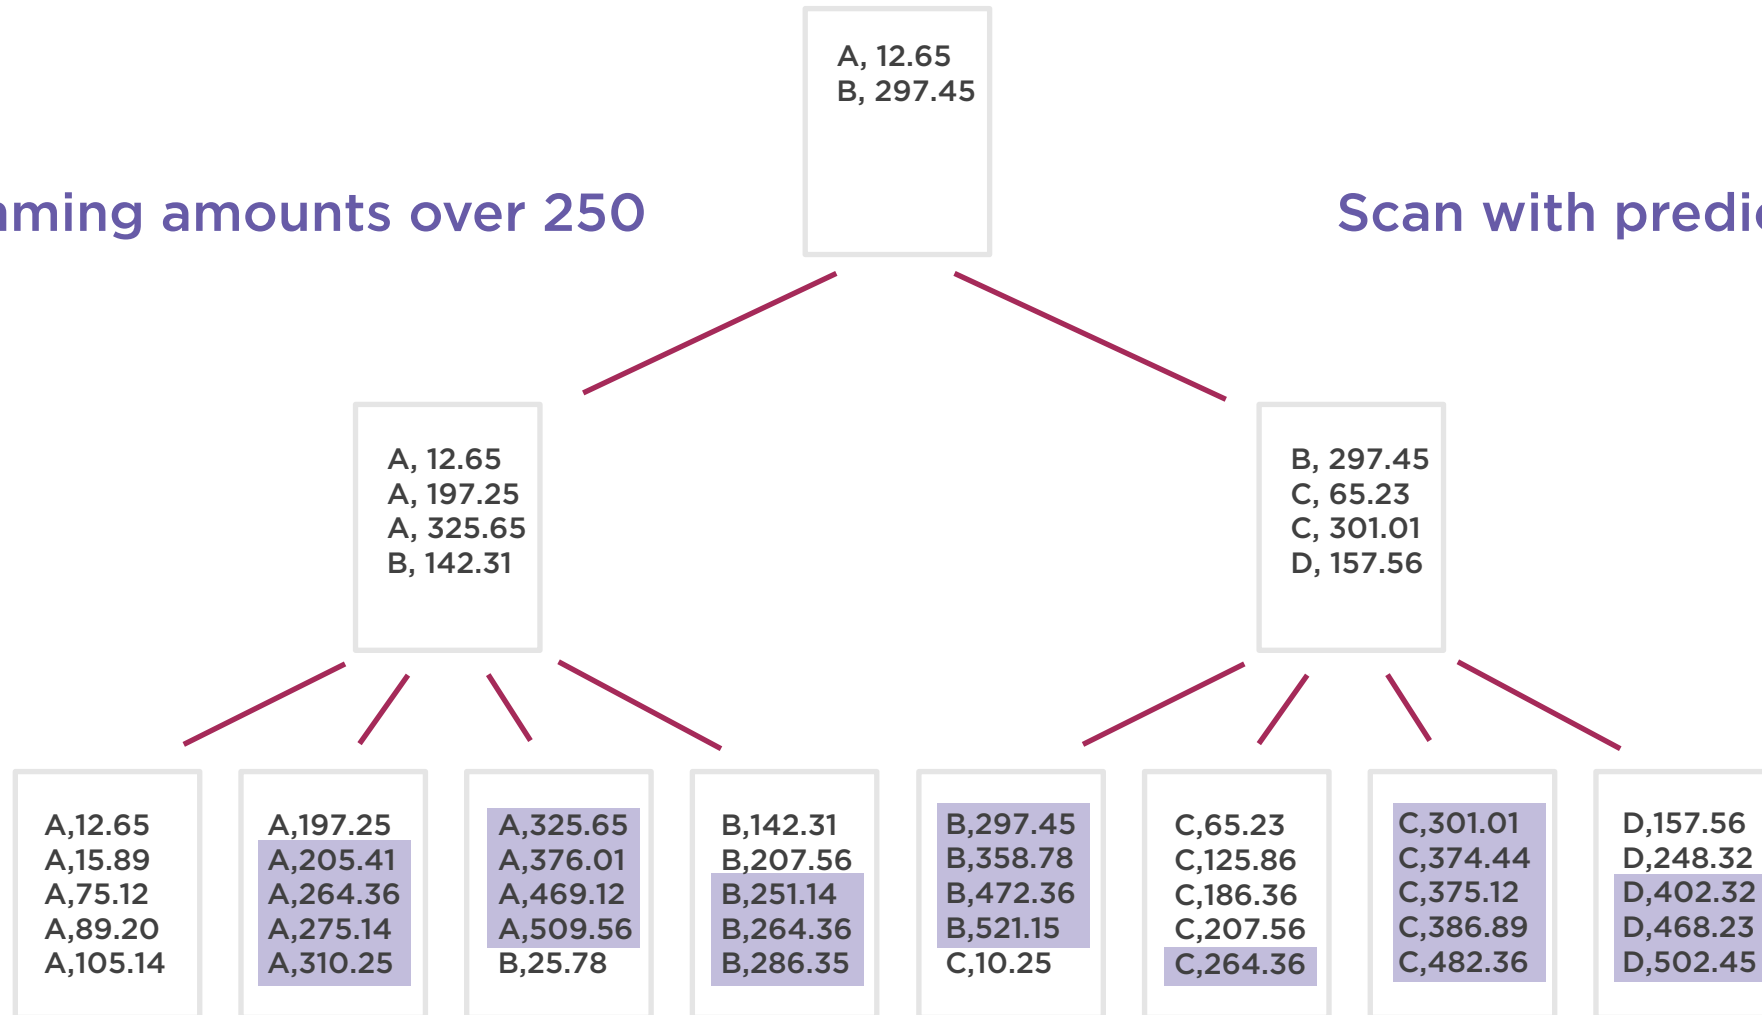 A, 12.65
B, 297.45
amounts over 250
Scan with
A, 12.65
A, 197.25
A, 325.65
B, 142.31
B, 297.45
C, 65.23
C, 301.01
D, 157.56
A,12.65
A,15.89
A,75.12
A,89.20
A,105.14
A,197.25
A,205.41
A,264.36
A,275.14
A,310.25
A,325.65
A,376.01
A,469.12
A,509.56
B,25.78
B,142.31
B,207.56
B,251.14
B,264.36
B,286.35
B,297.45
B,358.78
B,472.36
B,521.15
C,10.25
C,65.23
C,125.86
C,186.36
C,207.56
C,264.36
C,301.01
C,374.44
C,375.12
C,386.89
C,482.36
D,157.56
D,248.32
D,402.32
D,468.23
D,502.45